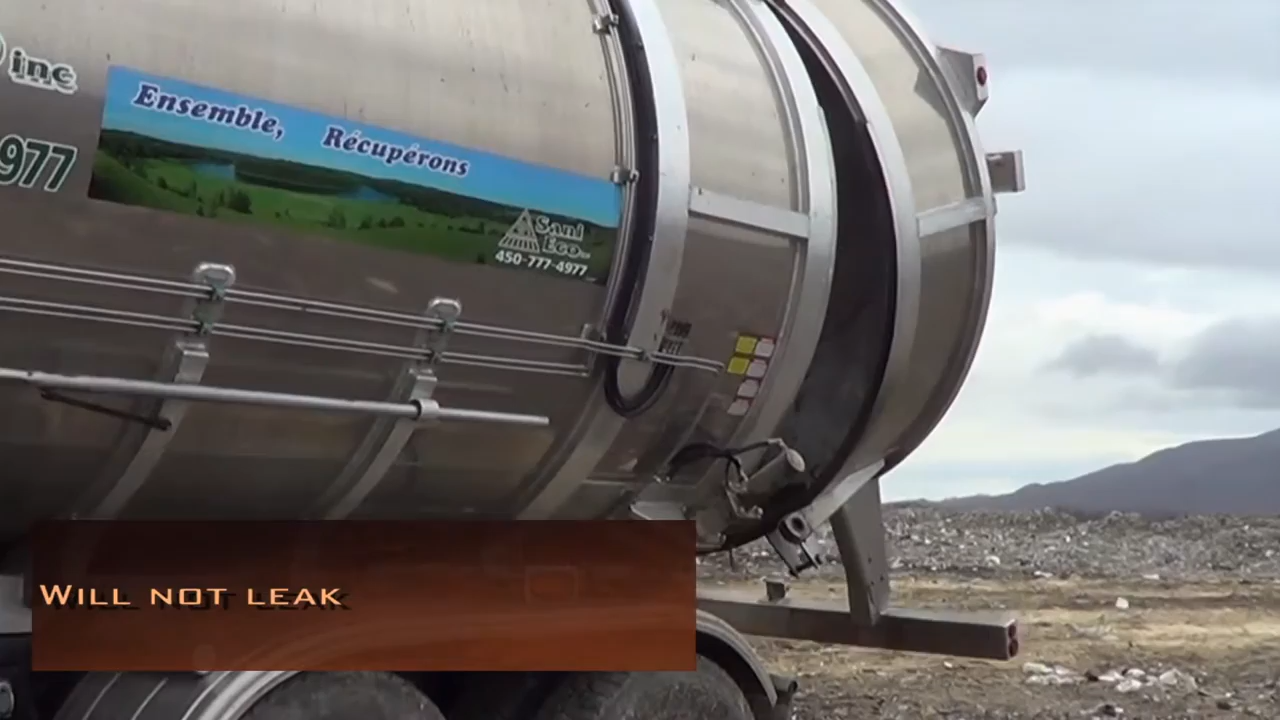 inc
977
Ensemble, Récupérons
Sani
Eco
450-777-4977
WILL NOT LEAK